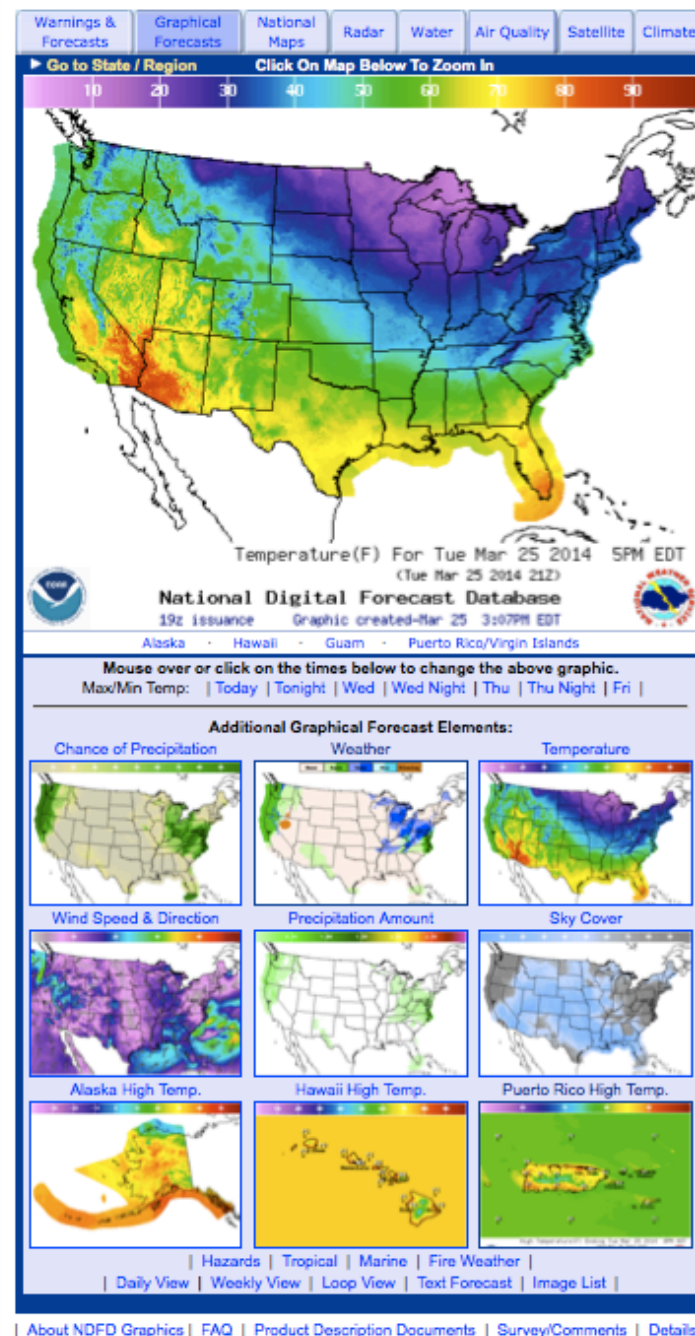 Warnings & Forecasts
Graphical Forecasts
National Maps
Radar
Water
Air Quality
Satellite
Climate
Go to State / Region Click On Map Below To Zoom In
10 20 30 40 50 60 70 80 90
Temperature(F) For Tue Mar 25 2014 5PM EDT
(Tue Mar 25 2014 21Z)
National Digital Forecast Database
19z issuance Graphic created-Mar 25 3:07PM EDT
Alaska · Hawaii · Guam · Puerto Rico/Virgin Islands
Mouse over or click on the times below to change the above graphic.
Max/Min Temp: | Today | Tonight | Wed | Wed Night | Thu | Thu Night | Fri |
Additional Graphical Forecast Elements:
Chance of Precipitation Weather Temperature
Wind Speed & Direction Precipitation Amount Sky Cover
Alaska High Temp. Hawaii High Temp. Puerto Rico High Temp.
| Hazards | Tropical | Marine | Fire Weather |
| Daily View | Weekly View | Loop View | Text Forecast | Image List |
| About NDFD Graphics | FAQ | Product Description Documents | Survey/Comments | Details